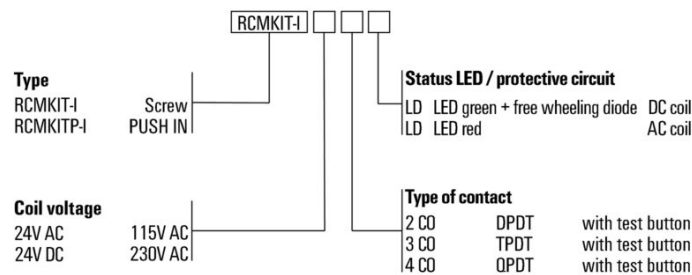 RCMKIT-I
Type
RCMKIT-I Screw
RCMKITP-I PUSH IN
Status LED / protective circuit
LD LED green + free wheeling diode DC coil
LD LED red AC coil
Coil voltage
24V AC 115V AC
24V DC 230V AC
Type of contact
2 CO DPDT with test button
3 CO TPDT with test button
4 CO QPDT with test button